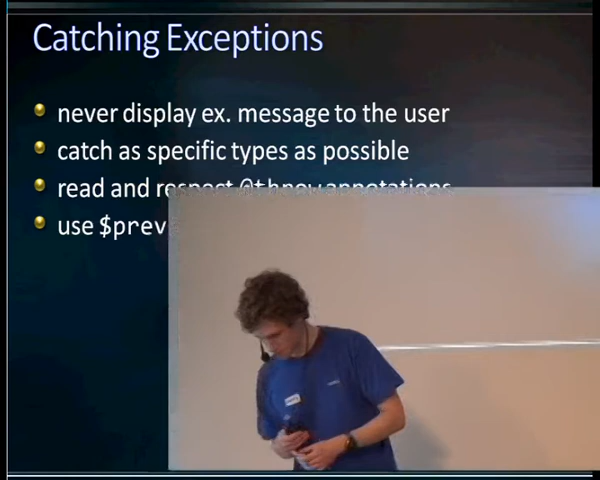 Catching Exceptions
never display ex. message to the user
catch as specific types as possible
read and respect @throw annotations
use $prev